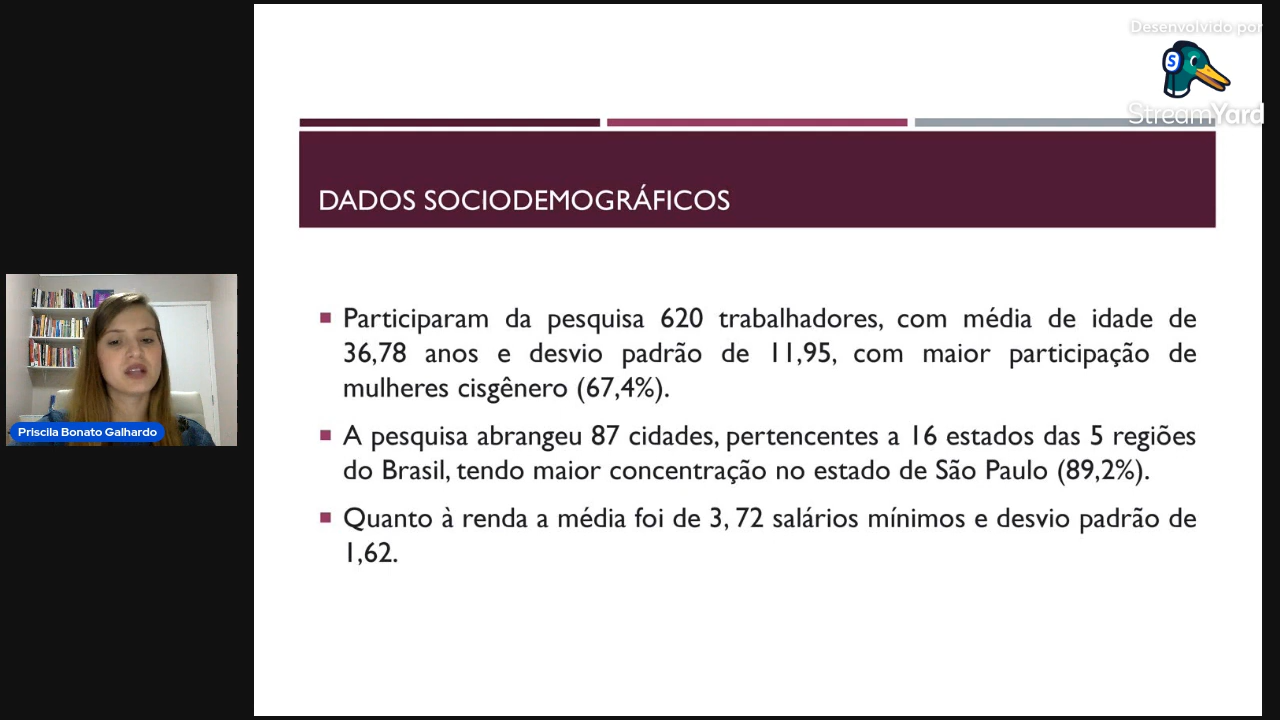 Desenvolvido por
S
StreamYard
DADOS SOCIODEMOGRÁFICOS
Participaram da pesquisa 620 trabalhadores, com média de idade de
36,78 anos e desvio padrão de 11,95, com maior participação de
mulheres cisgênero (67,4%).
A pesquisa abrangeu 87 cidades, pertencentes a 16 estados das 5 regiões
do Brasil, tendo maior concentração no estado de São Paulo (89,2%).
Quanto à renda a média foi de 3, 72 salários mínimos e desvio padrão de
1,62.
Priscila Bonato Galhardo